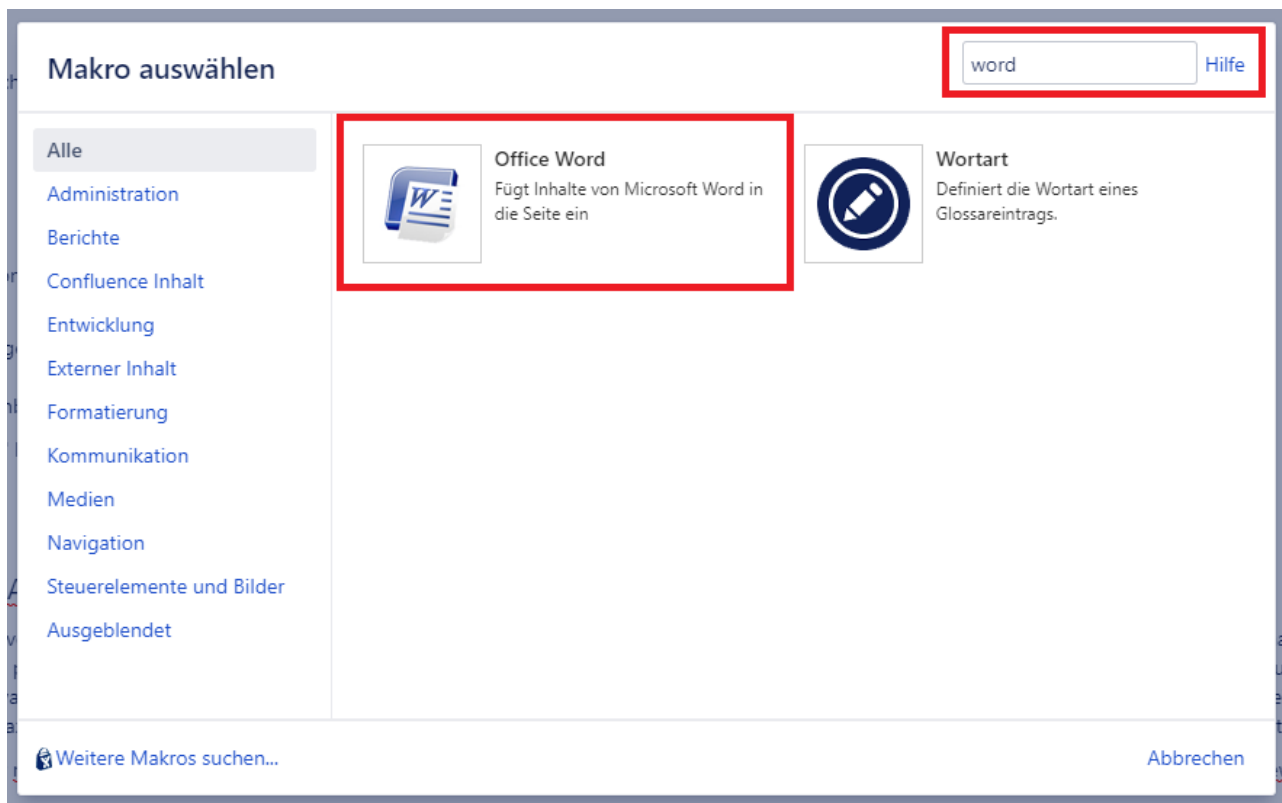 Makro auswählen
word
Hilfe
Alle
Administration
Berichte
Confluence Inhalt
Entwicklung
Externer Inhalt
Formatierung
Kommunikation
Medien
Navigation
Steuerelemente und Bilder
Ausgeblendet
Office Word
Fügt Inhalte von Microsoft Word in
die Seite ein
Wortart
Definiert die Wortart eines
Glossareintrags.
Weitere Makros suchen...
Abbrechen